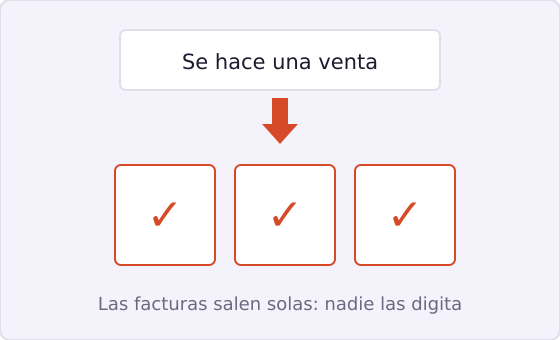 Se hace una venta
✓ ✓ ✓
Las facturas salen solas: nadie las digita